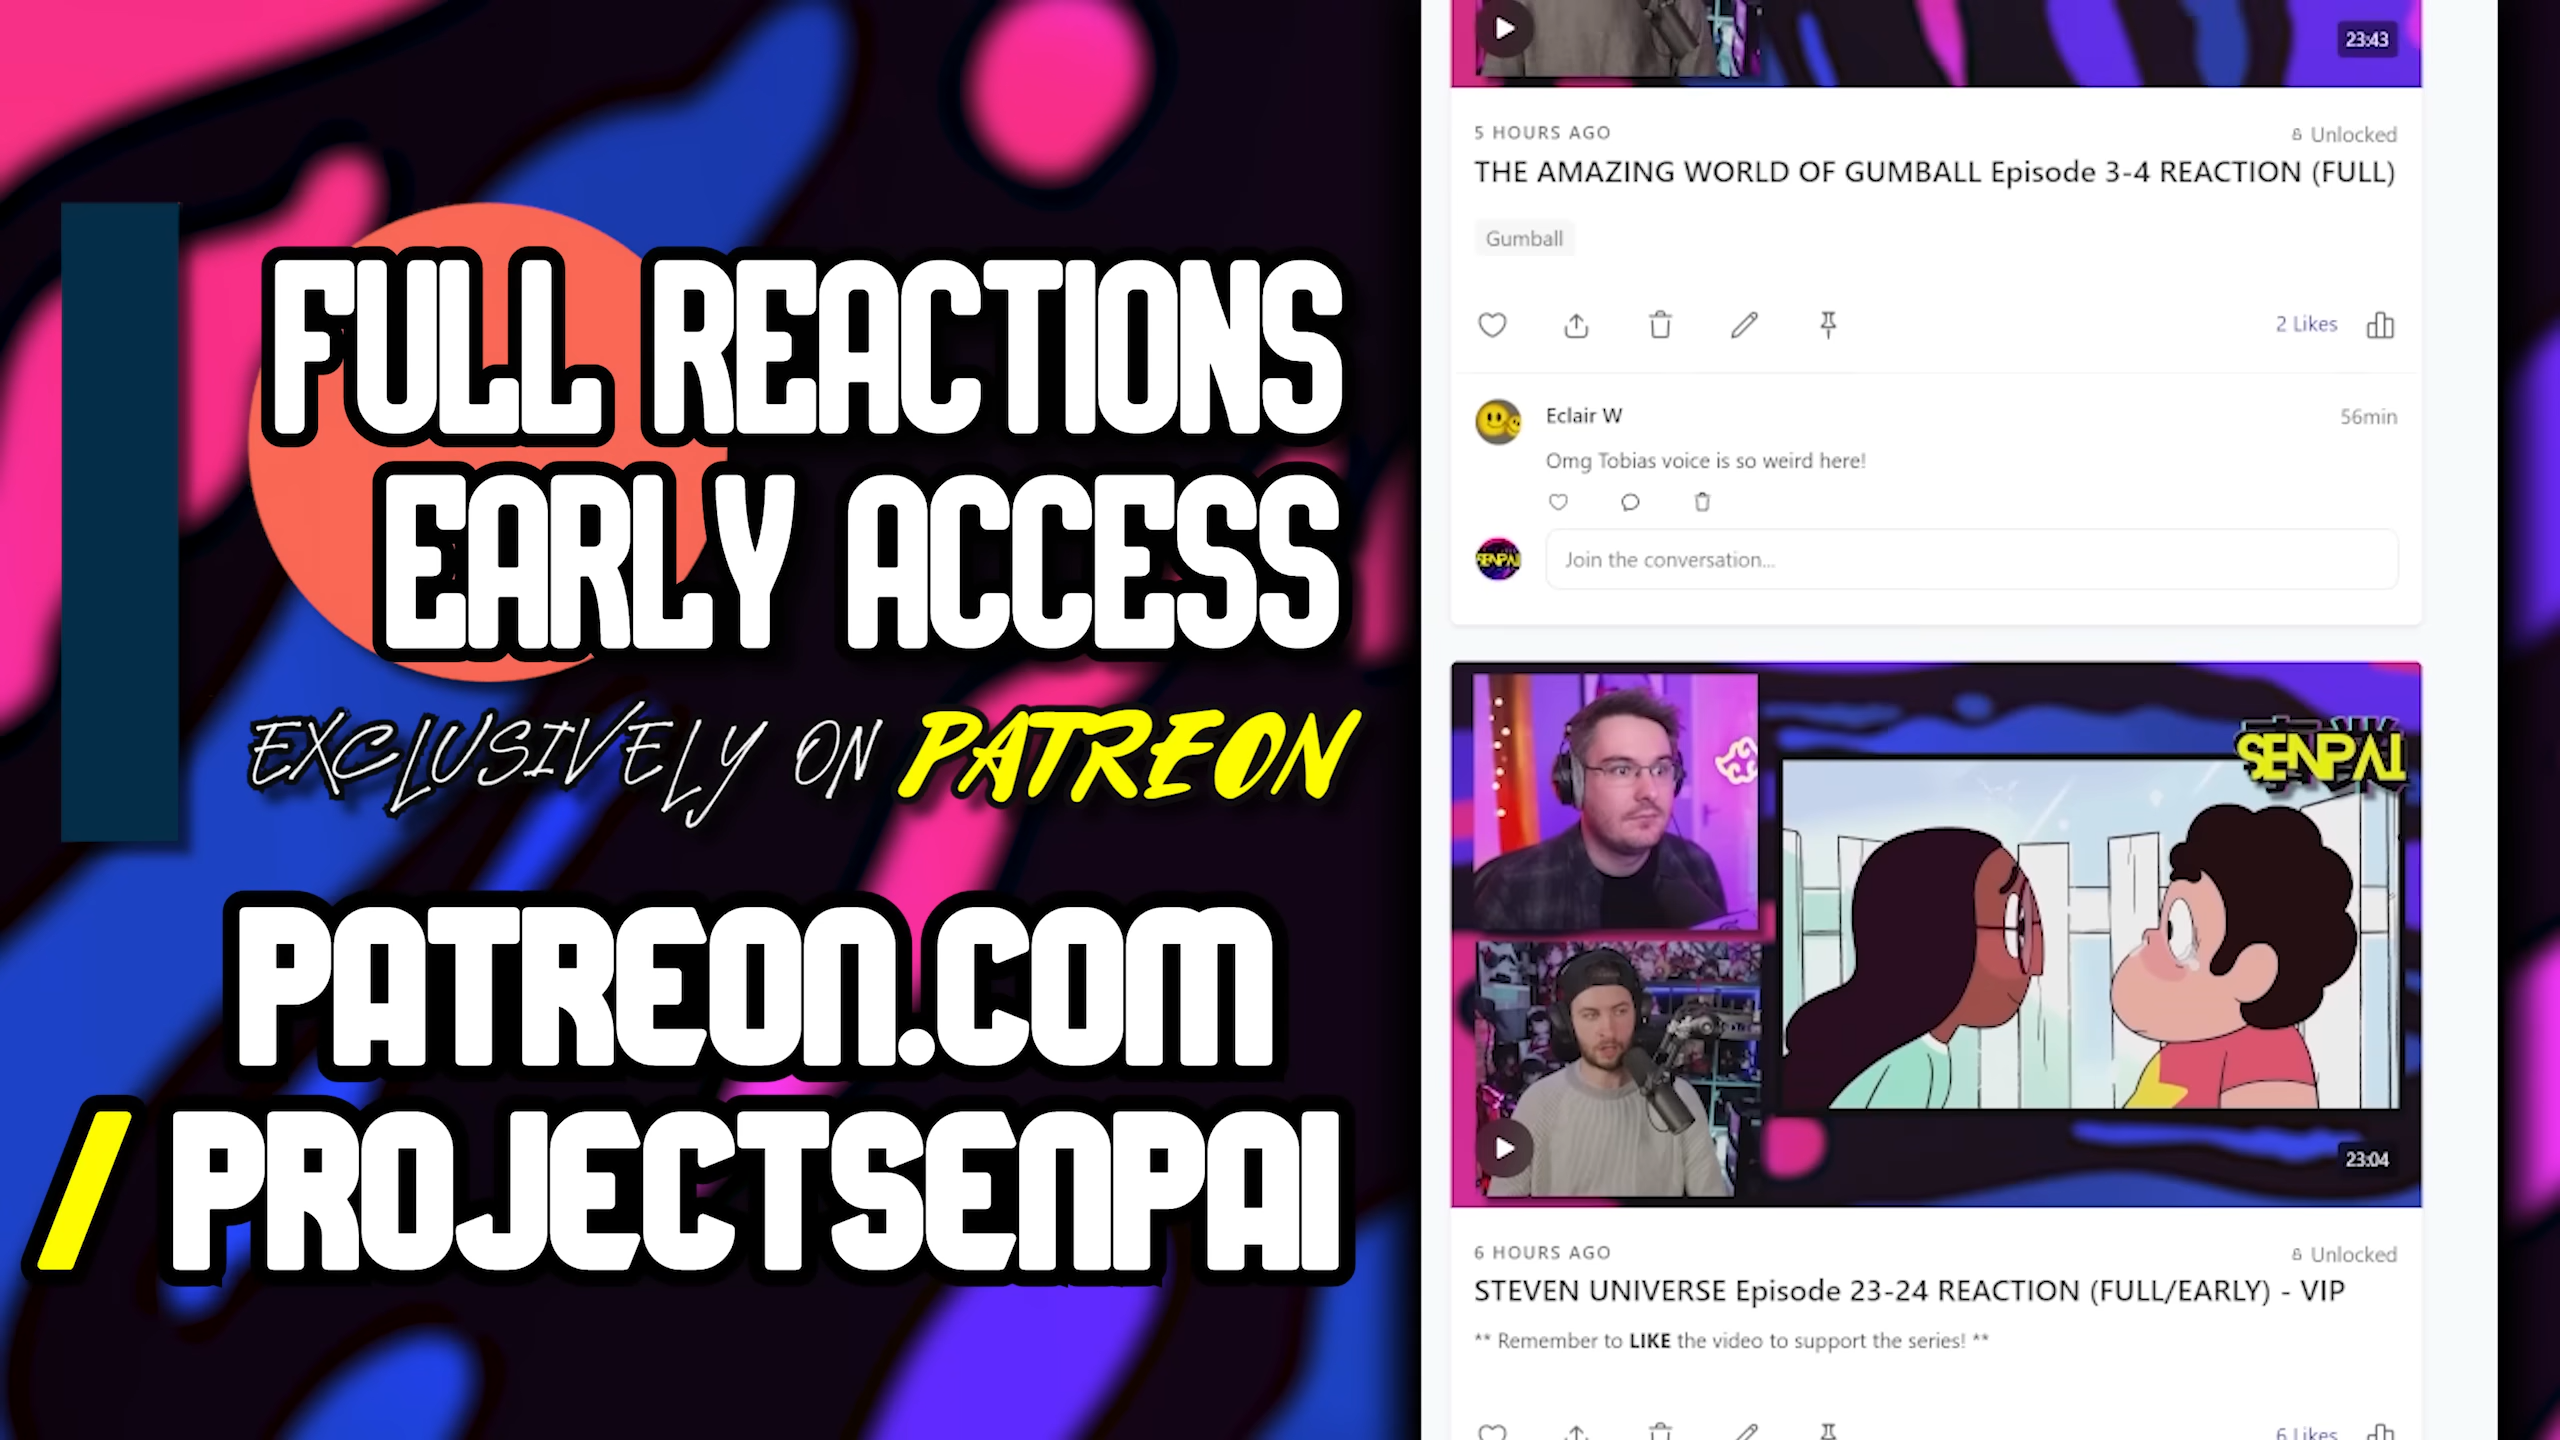 FULL REACTIONS
EARLY ACCESS
EXCLUSIVELY ON PATREON
PATREON.COM
/ PROJECTSENPAI
23:43
5 HOURS AGO
Unlocked
THE AMAZING WORLD OF GUMBALL Episode 3-4 REACTION (FULL)
Gumball
2 Likes
Eclair W
56min
Omg Tobias voice is so weird here!
SENPAI
Join the conversation...
SENPAI
23:04
6 HOURS AGO
Unlocked
STEVEN UNIVERSE Episode 23-24 REACTION (FULL/EARLY) - VIP
** Remember to LIKE the video to support the series! **
6 Likes